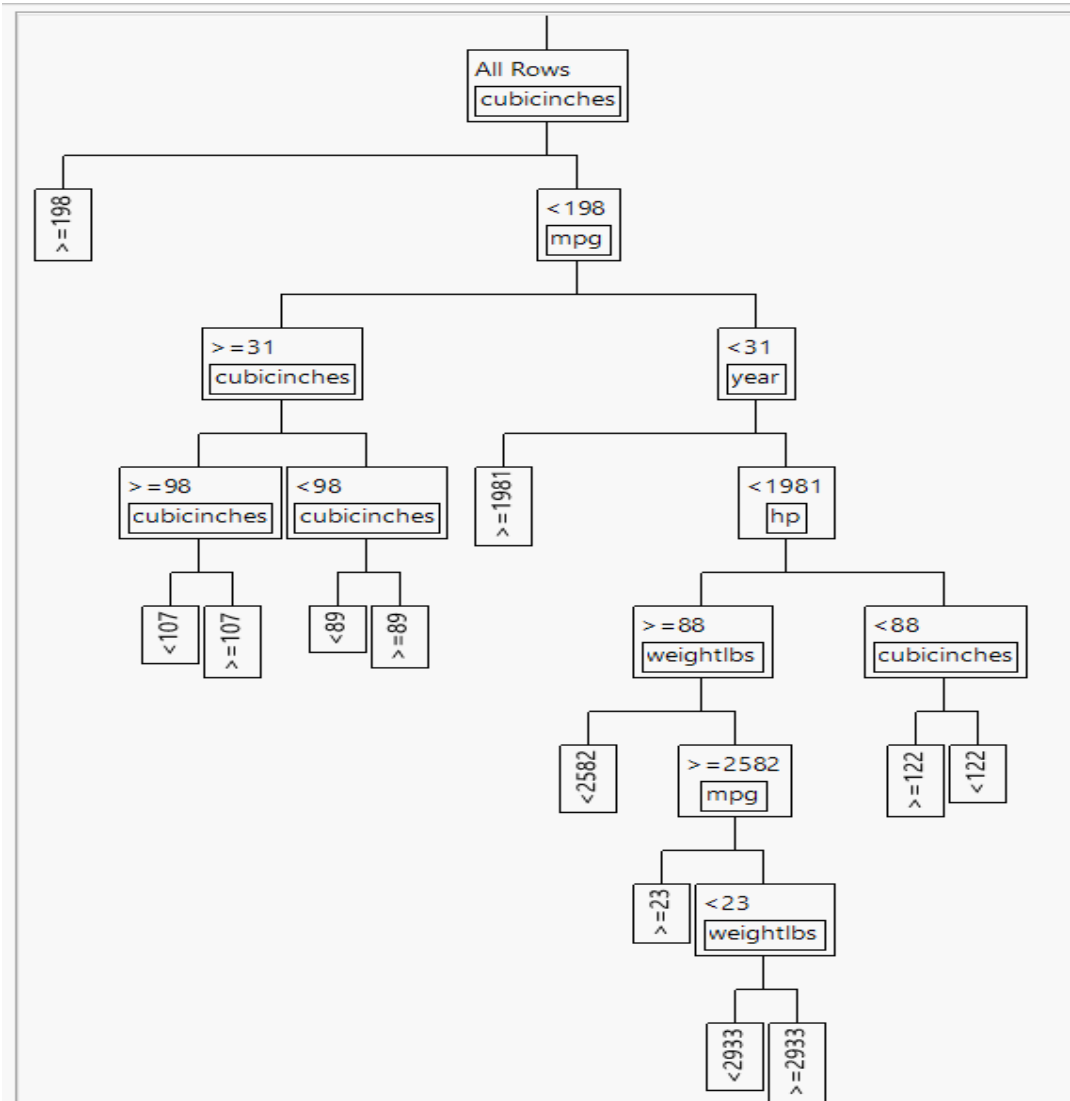 All Rows
cubicinches
>=198
<198
mpg
>=31
cubicinches
<31
year
>=98
cubicinches
<98
cubicinches
>=1981
<1981
hp
<107
>=107
<89
>=89
>=88
weightlbs
<88
cubicinches
<2582
>=2582
mpg
>=122
<122
>=23
<23
weightlbs
<2933
>=2933